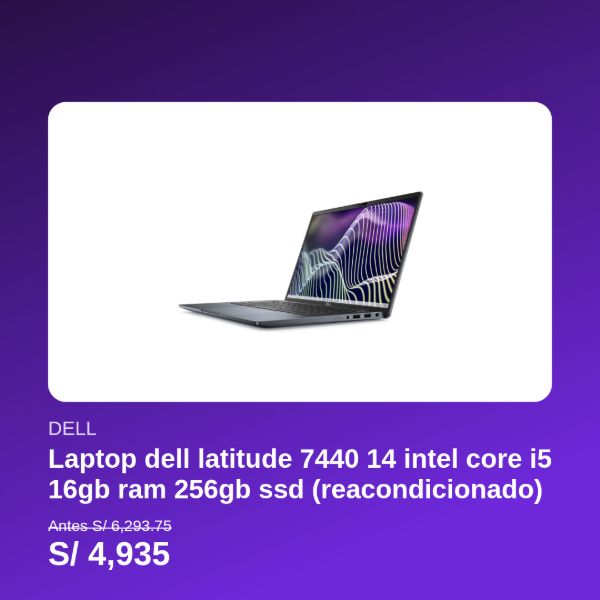 DELL
Laptop dell latitude 7440 14 intel core i5
16gb ram 256gb ssd (reacondicionado)
Antes S/ 6,293.75
S/ 4,935